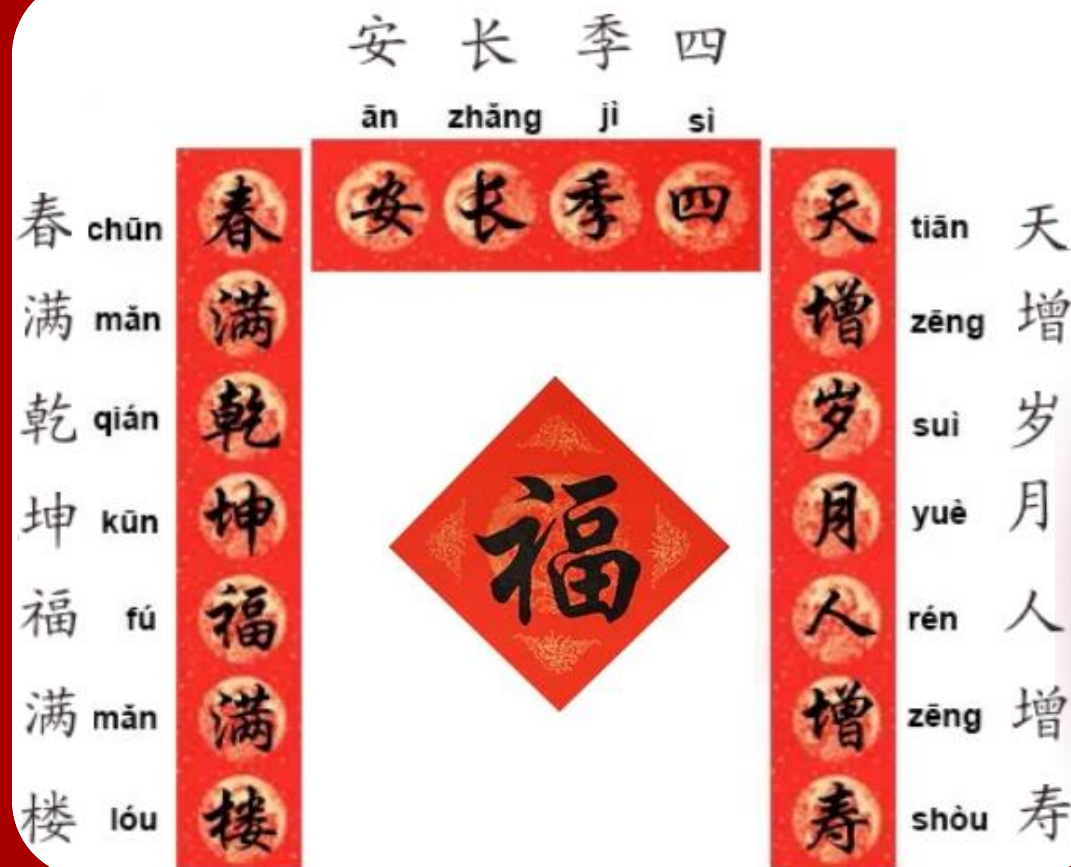 安 长 季 四
ān zhǎng jì sì
安长季四
春 chūn 春
满 mǎn 满
乾 qián 乾
坤 kūn 坤
福 fú 福
满 mǎn 满
楼 lóu 楼
福
天 tiān 天
增 zēng 增
岁 suì 岁
月 yuè 月
人 rén 人
增 zēng 增
寿 shòu 寿